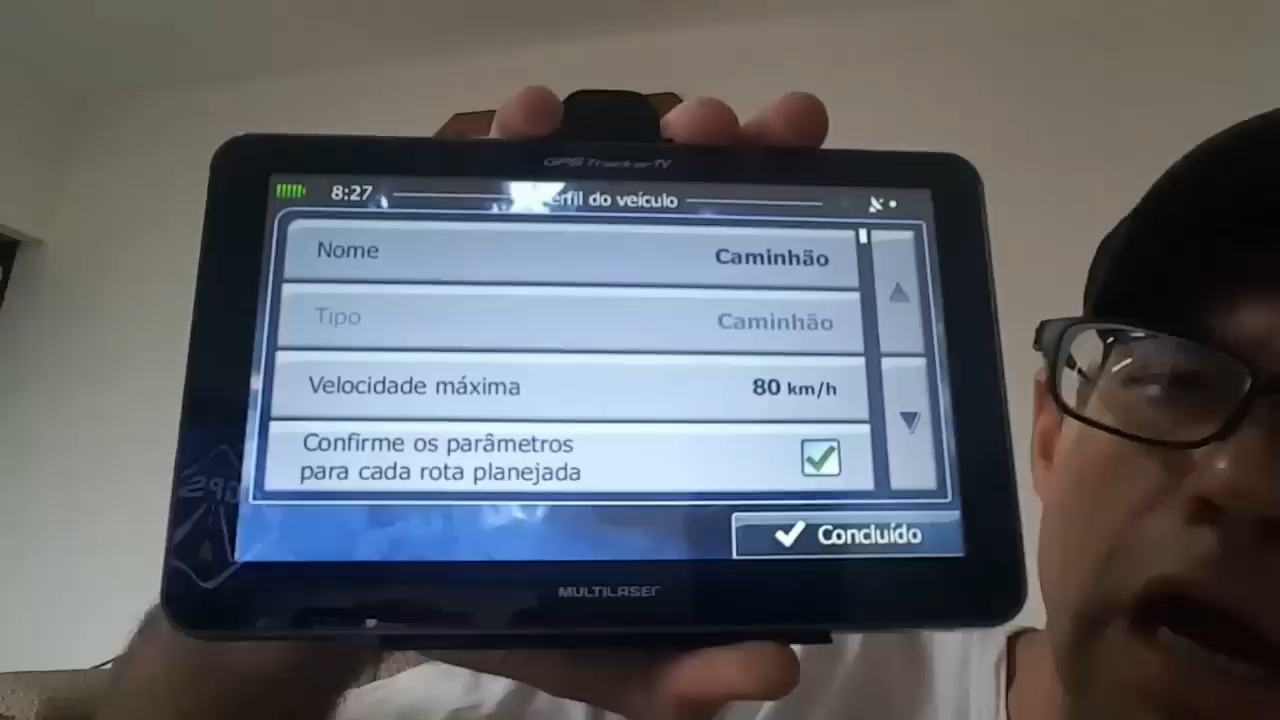 GPS Tracker TV
8:27
erfil do veículo
Nome
Caminhão
Tipo
Caminhão
Velocidade máxima
80 km/h
Confirme os parâmetros
para cada rota planejada
Concluído
GPS
MULTILASER